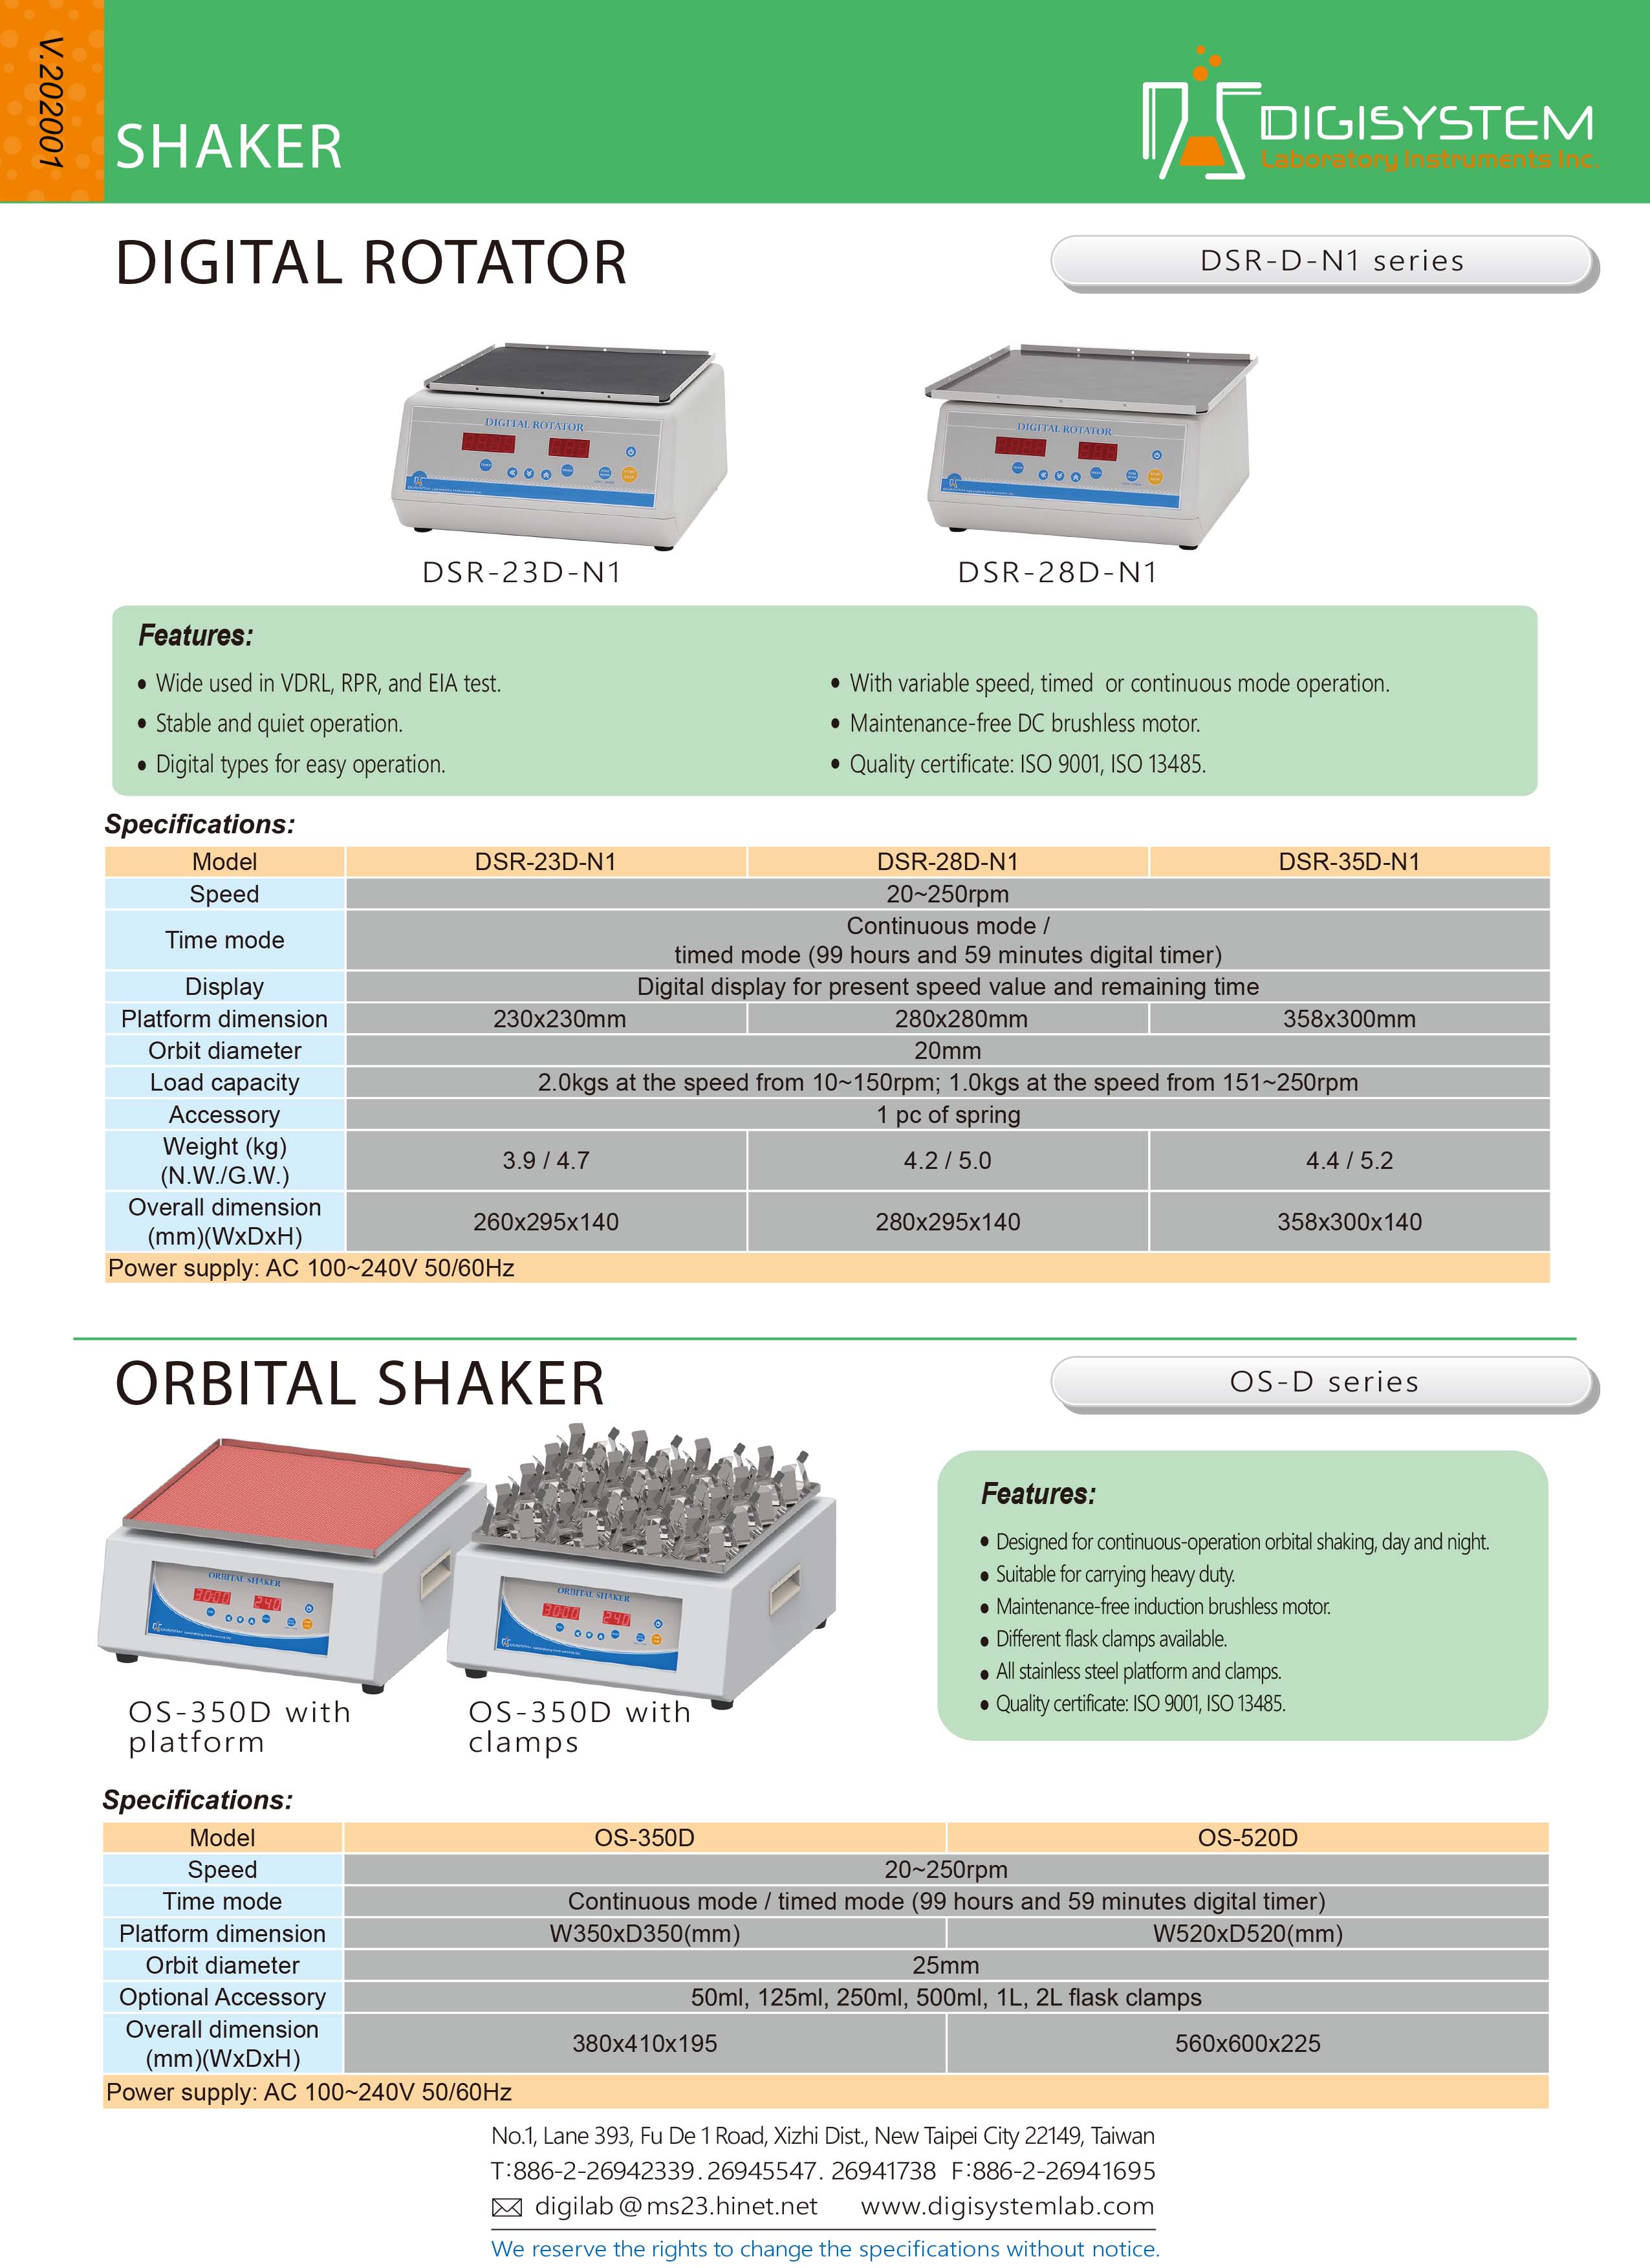 V.202001
SHAKER
DIGISYSTEM
Laboratory Instruments Inc.
DIGITAL ROTATOR
DSR-D-N1 series
DIGITAL ROTATOR
DIGITAL ROTATOR
DSR-23D-N1
DSR-28D-N1
Features:
• Wide used in VDRL, RPR, and EIA test.
• Stable and quiet operation.
• Digital types for easy operation.
• With variable speed, timed or continuous mode operation.
• Maintenance-free DC brushless motor.
• Quality certificate: ISO 9001, ISO 13485.
Specifications:
Model DSR-23D-N1 DSR-28D-N1 DSR-35D-N1
Speed 20~250rpm
Time mode Continuous mode /
timed mode (99 hours and 59 minutes digital timer)
Display Digital display for present speed value and remaining time
Platform dimension 230x230mm 280x280mm 358x300mm
Orbit diameter 20mm
Load capacity 2.0kgs at the speed from 10~150rpm; 1.0kgs at the speed from 151~250rpm
Accessory 1 pc of spring
Weight (kg)
(N.W./G.W.) 3.9 / 4.7 4.2 / 5.0 4.4 / 5.2
Overall dimension
(mm)(WxDxH) 260x295x140 280x295x140 358x300x140
Power supply: AC 100~240V 50/60Hz
ORBITAL SHAKER
OS-D series
ORBITAL SHAKER
3000 240
ORBITAL SHAKER
3000 240
OS-350D with
platform
OS-350D with
clamps
Features:
• Designed for continuous-operation orbital shaking, day and night.
• Suitable for carrying heavy duty.
• Maintenance-free induction brushless motor.
• Different flask clamps available.
• All stainless steel platform and clamps.
• Quality certificate: ISO 9001, ISO 13485.
Specifications:
Model OS-350D OS-520D
Speed 20~250rpm
Time mode Continuous mode / timed mode (99 hours and 59 minutes digital timer)
Platform dimension W350xD350(mm) W520xD520(mm)
Orbit diameter 25mm
Optional Accessory 50ml, 125ml, 250ml, 500ml, 1L, 2L flask clamps
Overall dimension
(mm)(WxDxH) 380x410x195 560x600x225
Power supply: AC 100~240V 50/60Hz
No.1, Lane 393, Fu De 1 Road, Xizhi Dist., New Taipei City 22149, Taiwan
T:886-2-26942339. 26945547. 26941738 F:886-2-26941695
digilab@ms23.hinet.net www.digisystemlab.com
We reserve the rights to change the specifications without notice.